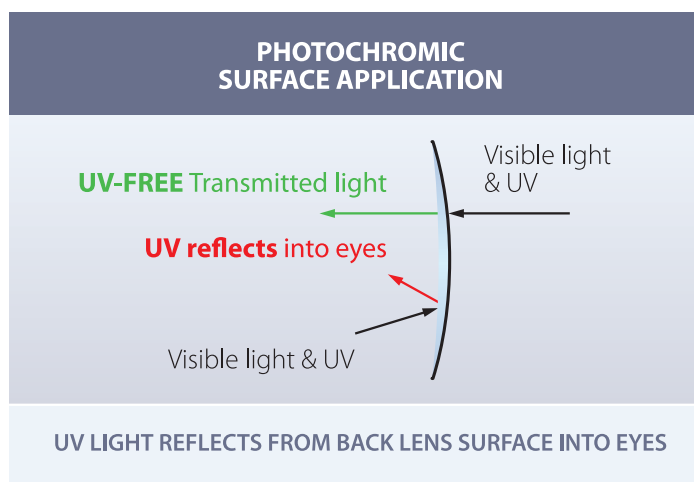 PHOTOCHROMIC
SURFACE APPLICATION
Visible light
& UV
UV-FREE Transmitted light
UV reflects into eyes
Visible light & UV
UV LIGHT REFLECTS FROM BACK LENS SURFACE INTO EYES